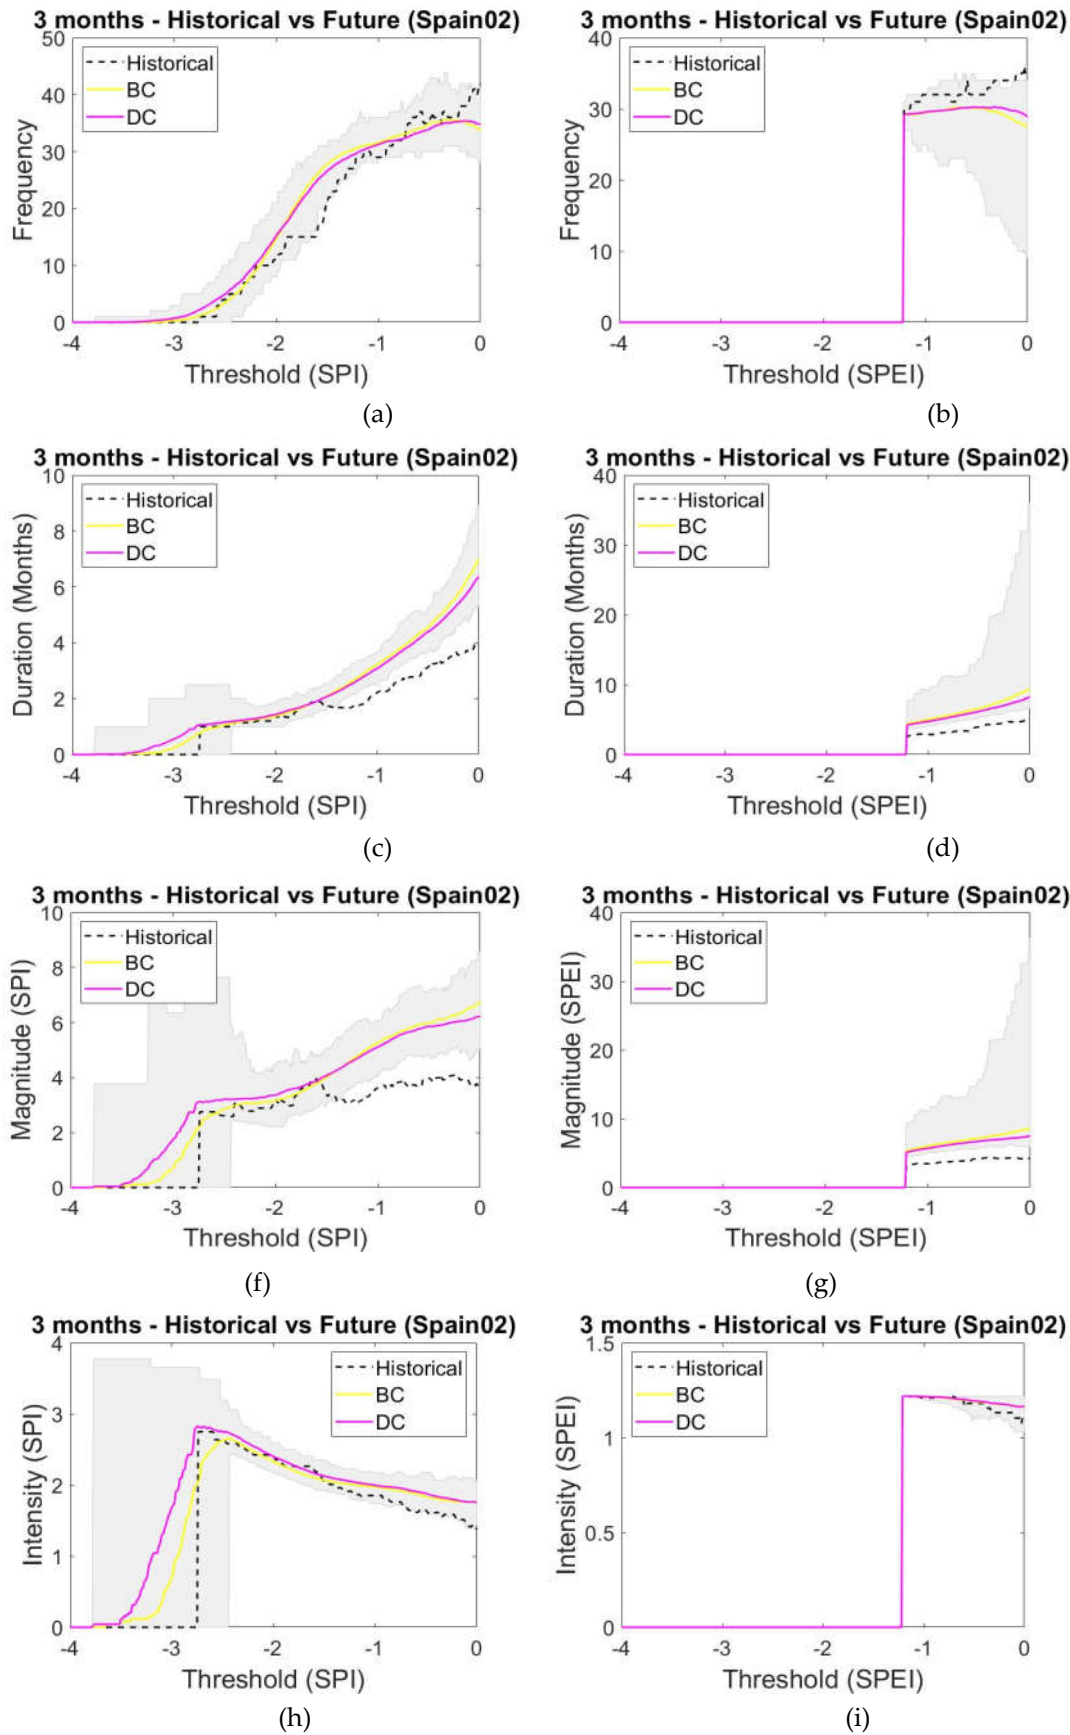 3 months - Historical vs Future (Spain02)
50
40
30
20
10
0
Frequency
Historical
BC
DC
-4 -3 -2 -1 0
Threshold (SPI)
(a)
3 months - Historical vs Future (Spain02)
40
30
20
10
0
Frequency
Historical
BC
DC
-4 -3 -2 -1 0
Threshold (SPEI)
(b)
3 months - Historical vs Future (Spain02)
10
8
6
4
2
0
Duration (Months)
Historical
BC
DC
-4 -3 -2 -1 0
Threshold (SPI)
(c)
3 months - Historical vs Future (Spain02)
40
30
20
10
0
Duration (Months)
Historical
BC
DC
-4 -3 -2 -1 0
Threshold (SPEI)
(d)
3 months - Historical vs Future (Spain02)
10
8
6
4
2
0
Magnitude (SPI)
Historical
BC
DC
-4 -3 -2 -1 0
Threshold (SPI)
(f)
3 months - Historical vs Future (Spain02)
40
30
20
10
0
Magnitude (SPEI)
Historical
BC
DC
-4 -3 -2 -1 0
Threshold (SPEI)
(g)
3 months - Historical vs Future (Spain02)
4
3
2
1
0
Intensity (SPI)
Historical
BC
DC
-4 -3 -2 -1 0
Threshold (SPI)
(h)
3 months - Historical vs Future (Spain02)
1.5
1
0.5
0
Intensity (SPEI)
Historical
BC
DC
-4 -3 -2 -1 0
Threshold (SPEI)
(i)